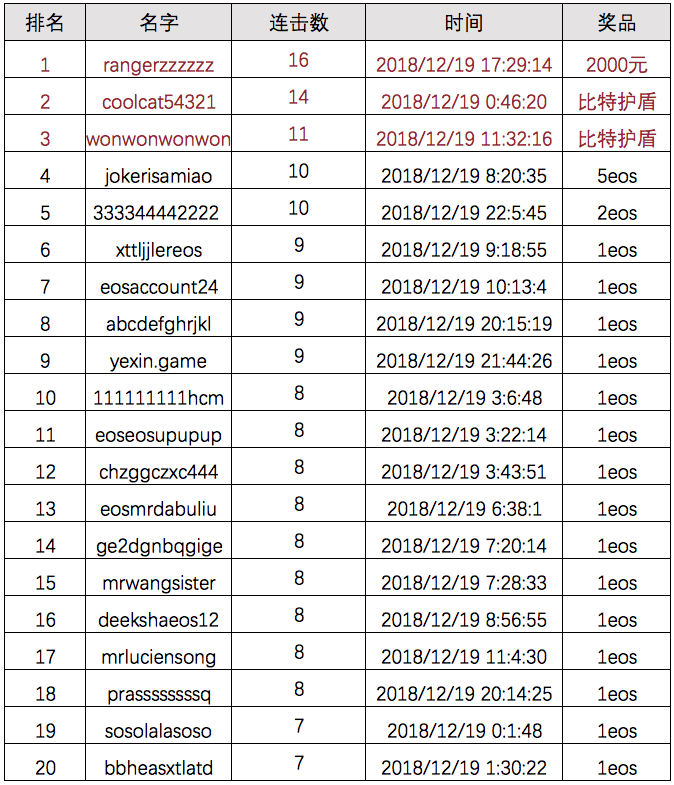 排名 名字 连击数 时间 奖品
1 rangerzzzzzz 16 2018/12/19 17:29:14 2000元
2 coolcat54321 14 2018/12/19 0:46:20 比特护盾
3 wonwonwonwon 11 2018/12/19 11:32:16 比特护盾
4 jokerisamiao 10 2018/12/19 8:20:35 5eos
5 333344442222 10 2018/12/19 22:5:45 2eos
6 xttljjlereos 9 2018/12/19 9:18:55 1eos
7 eosaccount24 9 2018/12/19 10:13:4 1eos
8 abcdefghrjkl 9 2018/12/19 20:15:19 1eos
9 yexin.game 9 2018/12/19 21:44:26 1eos
10 111111111hcm 8 2018/12/19 3:6:48 1eos
11 eoseosupupup 8 2018/12/19 3:22:14 1eos
12 chzggczxc444 8 2018/12/19 3:43:51 1eos
13 eosmrdabuliu 8 2018/12/19 6:38:1 1eos
14 ge2dgnbqgige 8 2018/12/19 7:20:14 1eos
15 mrwangsister 8 2018/12/19 7:28:33 1eos
16 deekshaeos12 8 2018/12/19 8:56:55 1eos
17 mrluciensong 8 2018/12/19 11:4:30 1eos
18 prassssssssq 8 2018/12/19 20:14:25 1eos
19 sosolalasoso 7 2018/12/19 0:1:48 1eos
20 bbheasxtlatd 7 2018/12/19 1:30:22 1eos